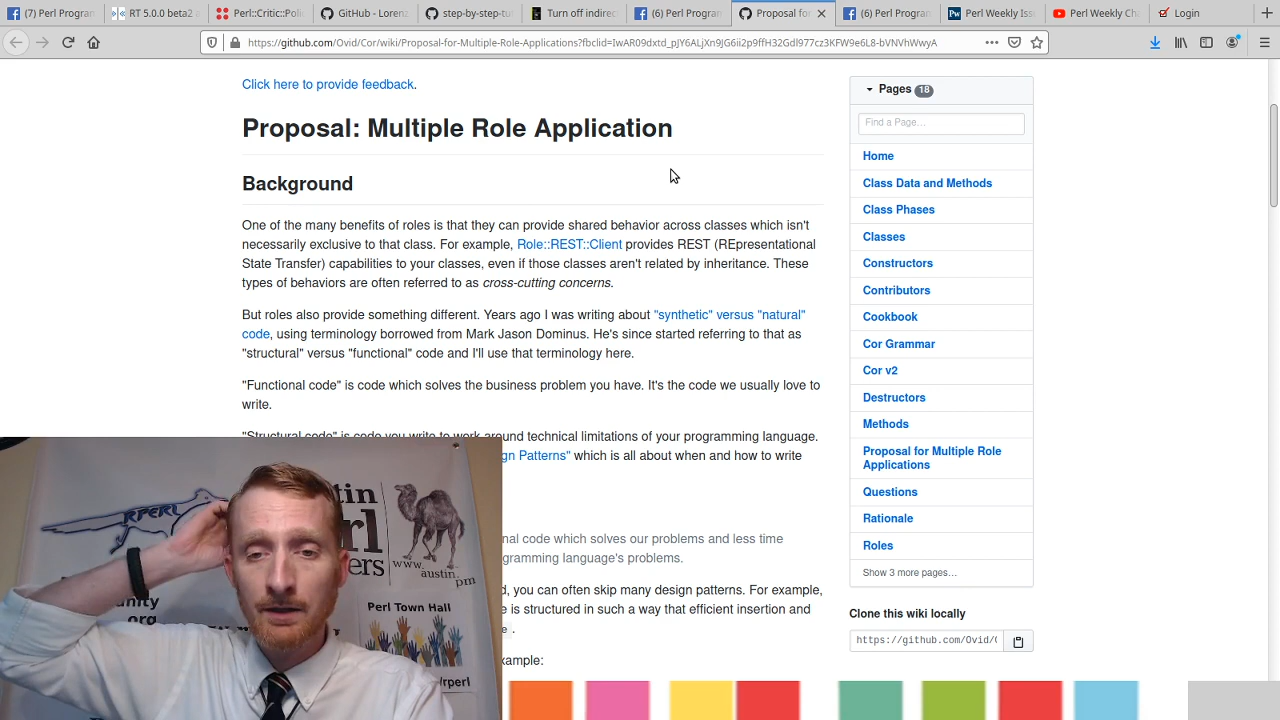 (7) Perl Program
RT 5.0.0 beta2 e
Perl::Critic::Poli
GitHub - Lorenz
step-by-step-tu
Turn off indirec
(6) Perl Progra
Proposal for
(6) Perl Progra
Perl Weekly Iss
Perl Weekly Cha
Login
https://github.com/Ovid/Cor/wiki/Proposal-for-Multiple-Role-Applications?fbclid=IwAR09dxtd_pJY6ALjXn9JG6ii2p9ffH32Gdl977cz3KFW9e6L8-bVNVhWwyA
Click here to provide feedback.
Proposal: Multiple Role Application
Background
One of the many benefits of roles is that they can provide shared behavior across classes which isn't
necessarily exclusive to that class. For example, Role::REST::Client provides REST (REpresentational
State Transfer) capabilities to your classes, even if those classes aren't related by inheritance. These
types of behaviors are often referred to as cross-cutting concerns.
But roles also provide something different. Years ago I was writing about "synthetic" versus "natural"
code, using terminology borrowed from Mark Jason Dominus. He's since started referring to that as
"structural" versus "functional" code and I'll use that terminology here.
"Functional code" is code which solves the business problem you have. It's the code we usually love to
write.
"Structural code" is code you write to work around technical limitations of your programming language.
gn Patterns" which is all about when and how to write
nal code which solves our problems and less time
gramming language's problems.
d, you can often skip many design patterns. For example,
e is structured in such a way that efficient insertion and
e .
xample:
Pages 18
Find a Page…
Home
Class Data and Methods
Class Phases
Classes
Constructors
Contributors
Cookbook
Cor Grammar
Cor v2
Destructors
Methods
Proposal for Multiple Role
Applications
Questions
Rationale
Roles
Show 3 more pages…
Clone this wiki locally
https://github.com/Ovid/C
RPERL
stin
erl
ers
www.
austin.
pm
unity
.org
Perl Town Hall
/rperl